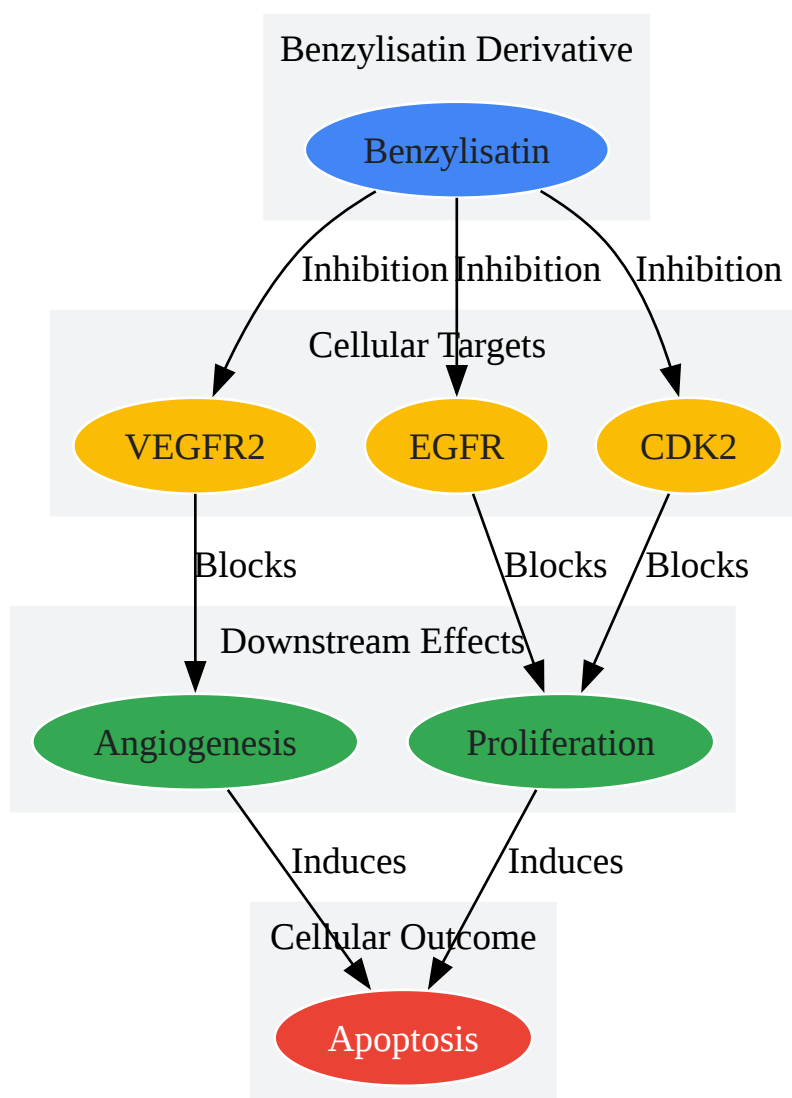 Benzylisatin Derivative
Benzylisatin
Inhibition
Inhibition
Inhibition
Cellular Targets
VEGFR2
EGFR
CDK2
Blocks
Blocks
Blocks
Downstream Effects
Angiogenesis
Proliferation
Induces
Induces
Cellular Outcome
Apoptosis